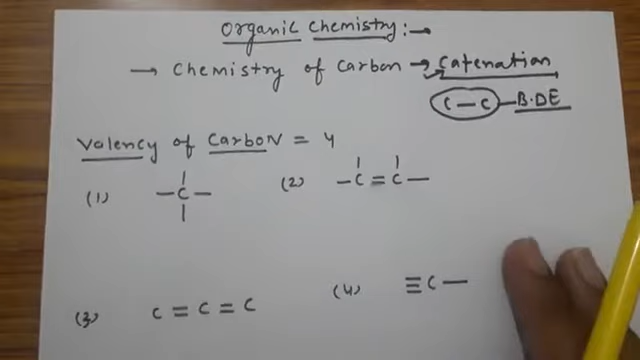 Organic Chemistry:→
→ Chemistry of Carbon → Catenation
C–C – B.DE
Valency of Carbon = 4
(1) –C– (2) –C=C–
(3) C=C=C (4) ≡C–